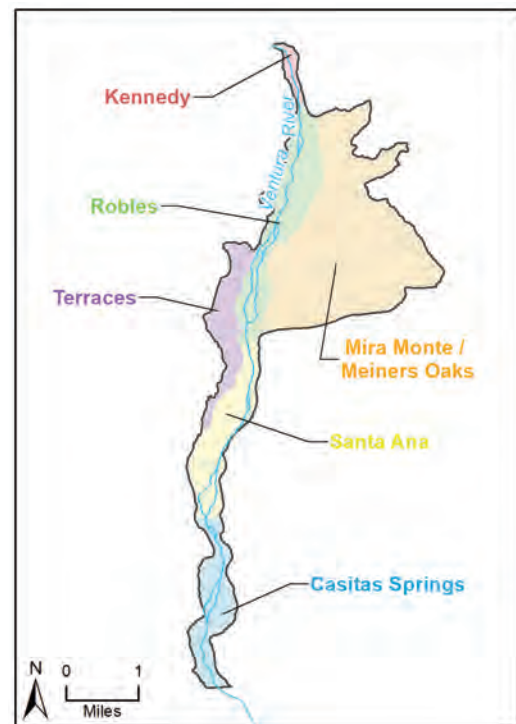 Kennedy
Ventura River
Robles
Terraces
Mira Monte /
Meiners Oaks
Santa Ana
Casitas Springs
N
0 1
Miles